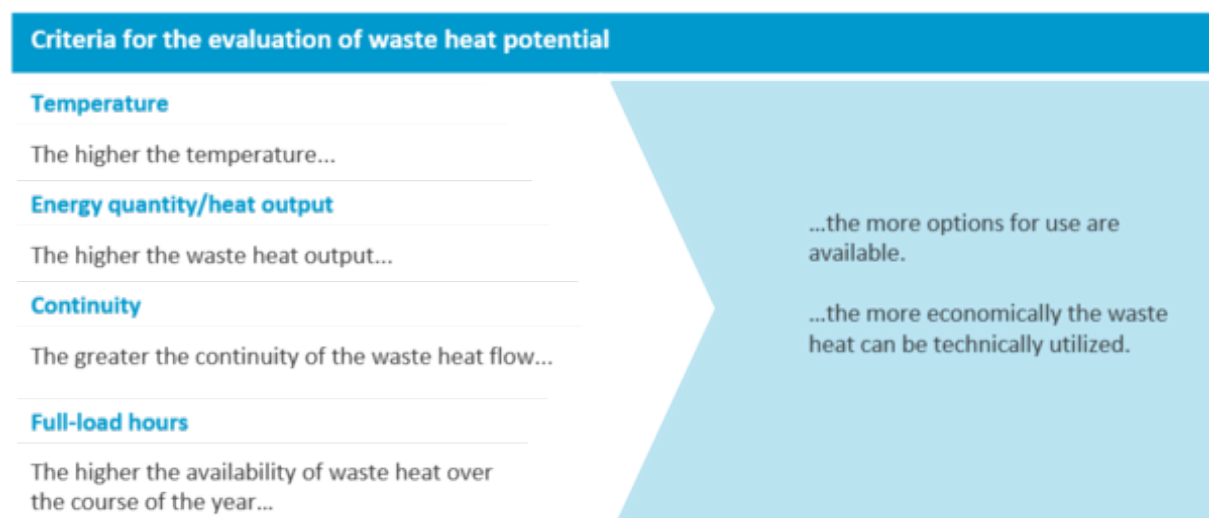 Criteria for the evaluation of waste heat potential
Temperature
The higher the temperature...
Energy quantity/heat output
The higher the waste heat output...
Continuity
The greater the continuity of the waste heat flow...
Full-load hours
The higher the availability of waste heat over
the course of the year...
...the more options for use are
available.
...the more economically the waste
heat can be technically utilized.